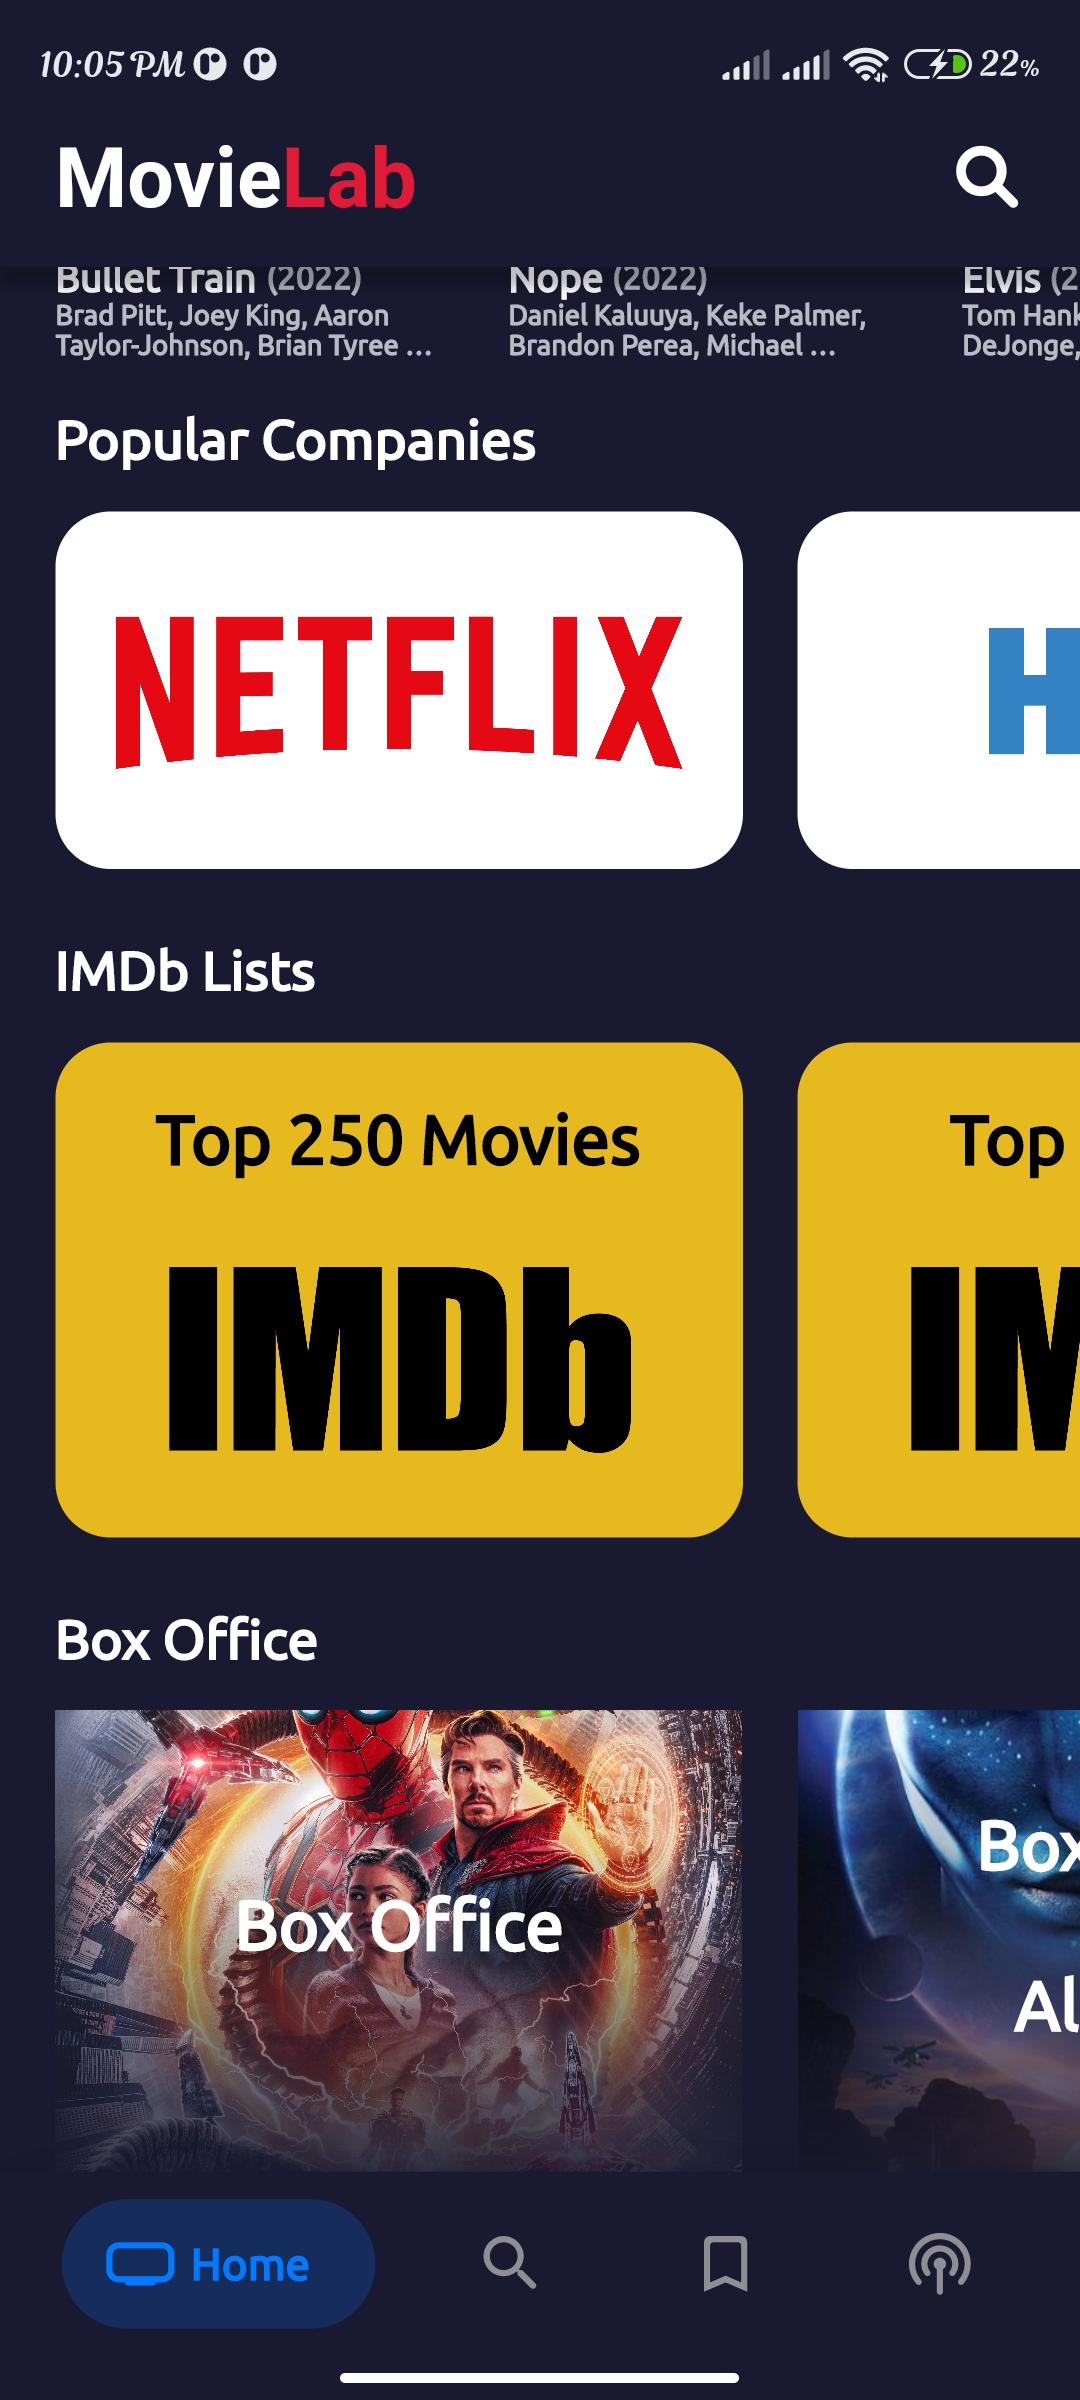 10:05 PM
22%
MovieLab
Bullet Train (2022)
Brad Pitt, Joey King, Aaron
Taylor-Johnson, Brian Tyree ...
Nope (2022)
Daniel Kaluuya, Keke Palmer,
Brandon Perea, Michael ...
Elvis (2
Tom Hank
DeJonge,
Popular Companies
NETFLIX
H
IMDb Lists
Top 250 Movies
IMDb
Top
IM
Box Office
Box Office
Box
Al
Home